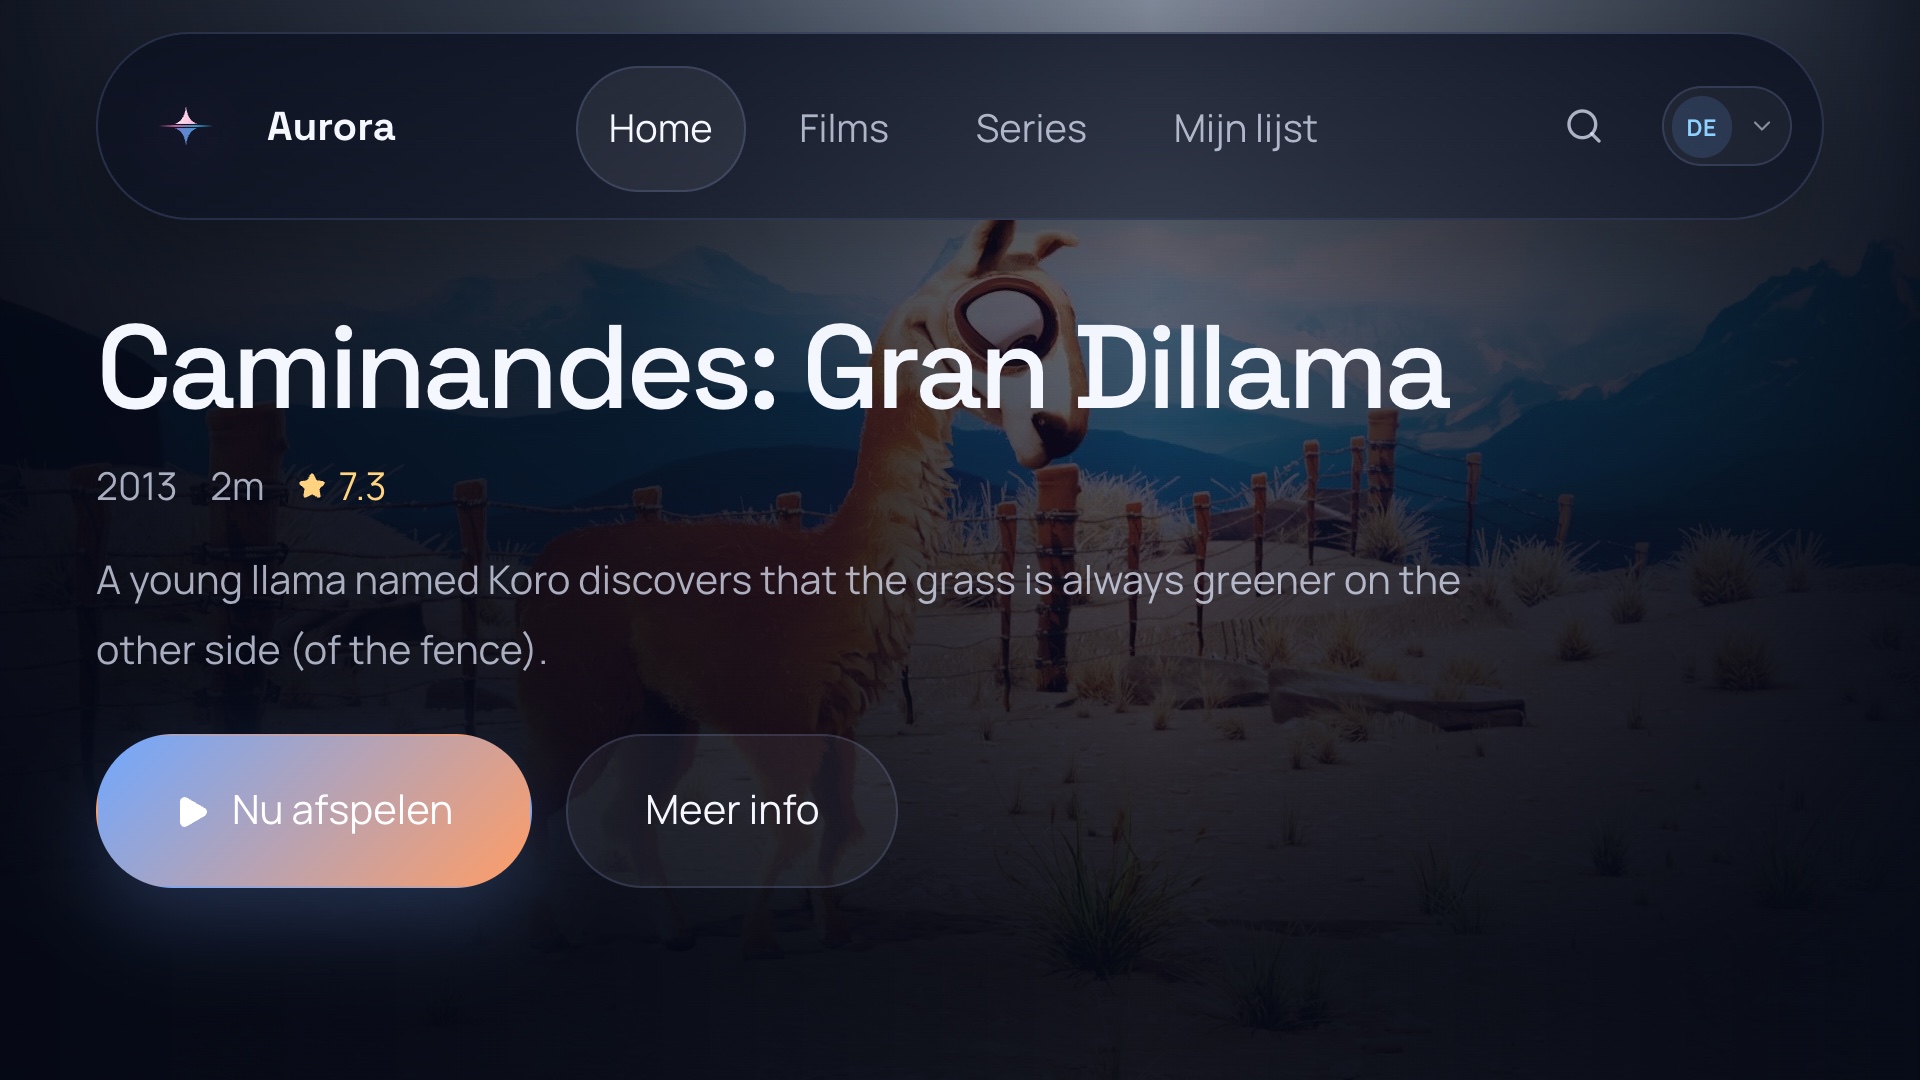 Aurora
Home
Films
Series
Mijn lijst
DE
Caminandes: Gran Dillama
2013 2m 7.3
A young llama named Koro discovers that the grass is always greener on the
other side (of the fence).
Nu afspelen
Meer info